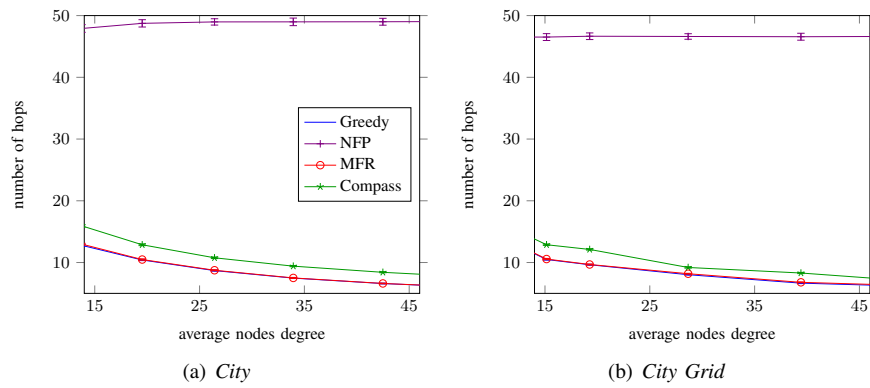 50
40
30
20
10
number of hops
Greedy
NFP
MFR
Compass
15
25
35
45
average nodes degree
(a) City
50
40
30
20
10
number of hops
15
25
35
45
average nodes degree
(b) City Grid